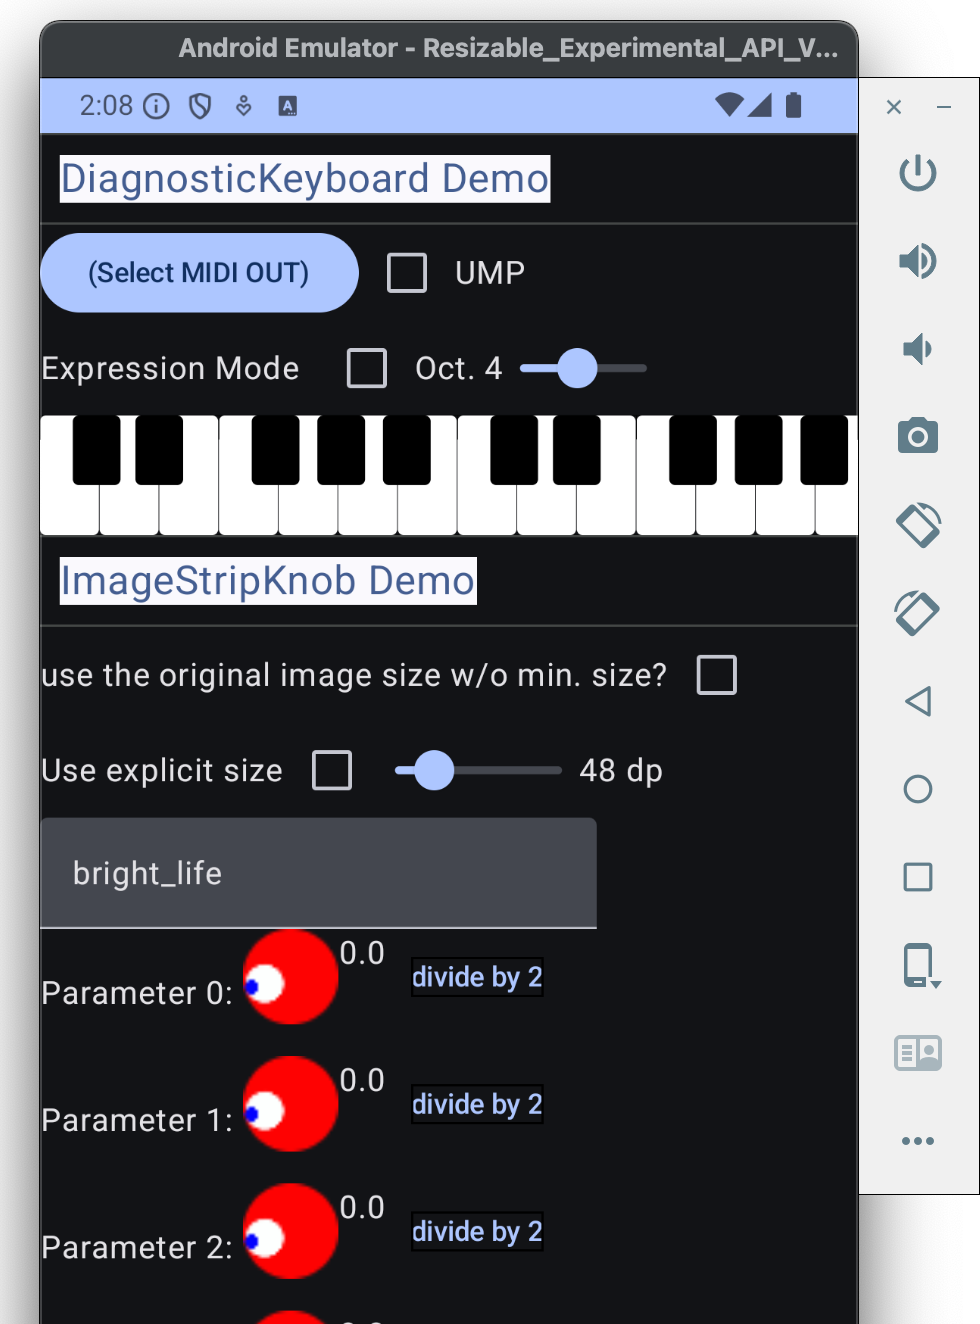 Android Emulator - Resizable_Experimental_API_V...
2:08
A
DiagnosticKeyboard Demo
(Select MIDI OUT) UMP
Expression Mode Oct. 4
ImageStripKnob Demo
use the original image size w/o min. size?
Use explicit size 48 dp
bright_life
Parameter 0: 0.0 divide by 2
Parameter 1: 0.0 divide by 2
Parameter 2: 0.0 divide by 2